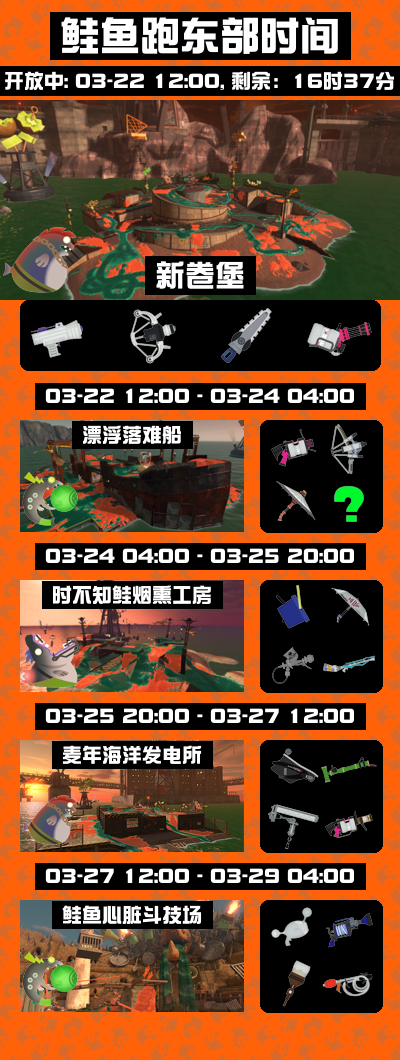 鲑鱼跑东部时间
开放中: 03-22 12:00, 剩余: 16时37分
新卷堡
03-22 12:00 - 03-24 04:00
漂浮落难船
?
03-24 04:00 - 03-25 20:00
时不知鲑烟熏工房
03-25 20:00 - 03-27 12:00
麦年海洋发电所
03-27 12:00 - 03-29 04:00
鲑鱼心脏斗技场